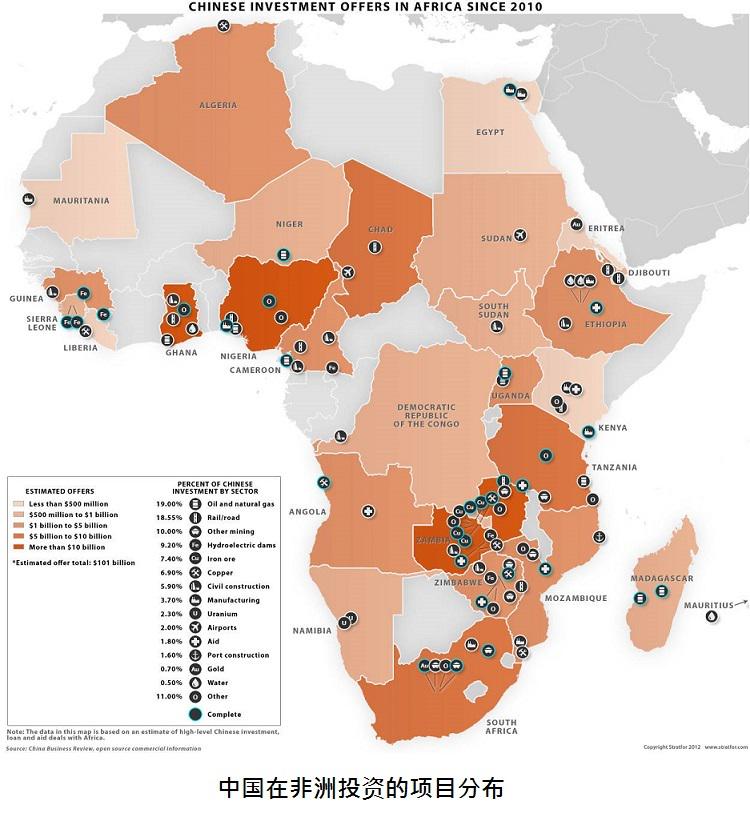 CHINESE INVESTMENT OFFERS IN AFRICA SINCE 2010
ALGERIA
EGYPT
MAURITANIA
NIGER
CHAD
SUDAN
Au
ERITREA
DJIBOUTI
GUINEA
Fe
SIERRA
LEONE
Fe
Fe
Fe
LIBERIA
O
GHANA
O
O
NIGERIA
CAMEROON
Fe
SOUTH
SUDAN
ETHIOPIA
UGANDA
DEMOCRATIC
REPUBLIC
OF THE CONGO
O
KENYA
O
TANZANIA
O
ANGOLA
Cu
Cu
Cu
O
O
Cu
Cu
ZAMBIA
Fe
O
ZIMBABWE
Fe
O
MOZAMBIQUE
MADAGASCAR
MAURITIUS
NAMIBIA
U
U
Au
O
SOUTH
AFRICA
ESTIMATED OFFERS
Less than $500 million
$500 million to $1 billion
$1 billion to $5 billion
$5 billion to $10 billion
More than $10 billion
*Estimated offer total: $101 billion
PERCENT OF CHINESE
INVESTMENT BY SECTOR
19.00% Oil and natural gas
18.55% Rail/road
10.00% Other mining
9.20% Fe Hydroelectric dams
7.40% Cu Iron ore
6.90% Copper
5.90% Civil construction
3.70% Manufacturing
2.30% U Uranium
2.00% Airports
1.80% Aid
1.60% Port construction
0.70% Au Gold
0.50% Water
11.00% O Other
Complete
Note: The data in this map is based on an estimate of high-level Chinese investment,
loan and aid deals with Africa.
Source: China Business Review, open source commercial information
Copyright Stratfor 2012 www.stratfor.com
中国在非洲投资的项目分布